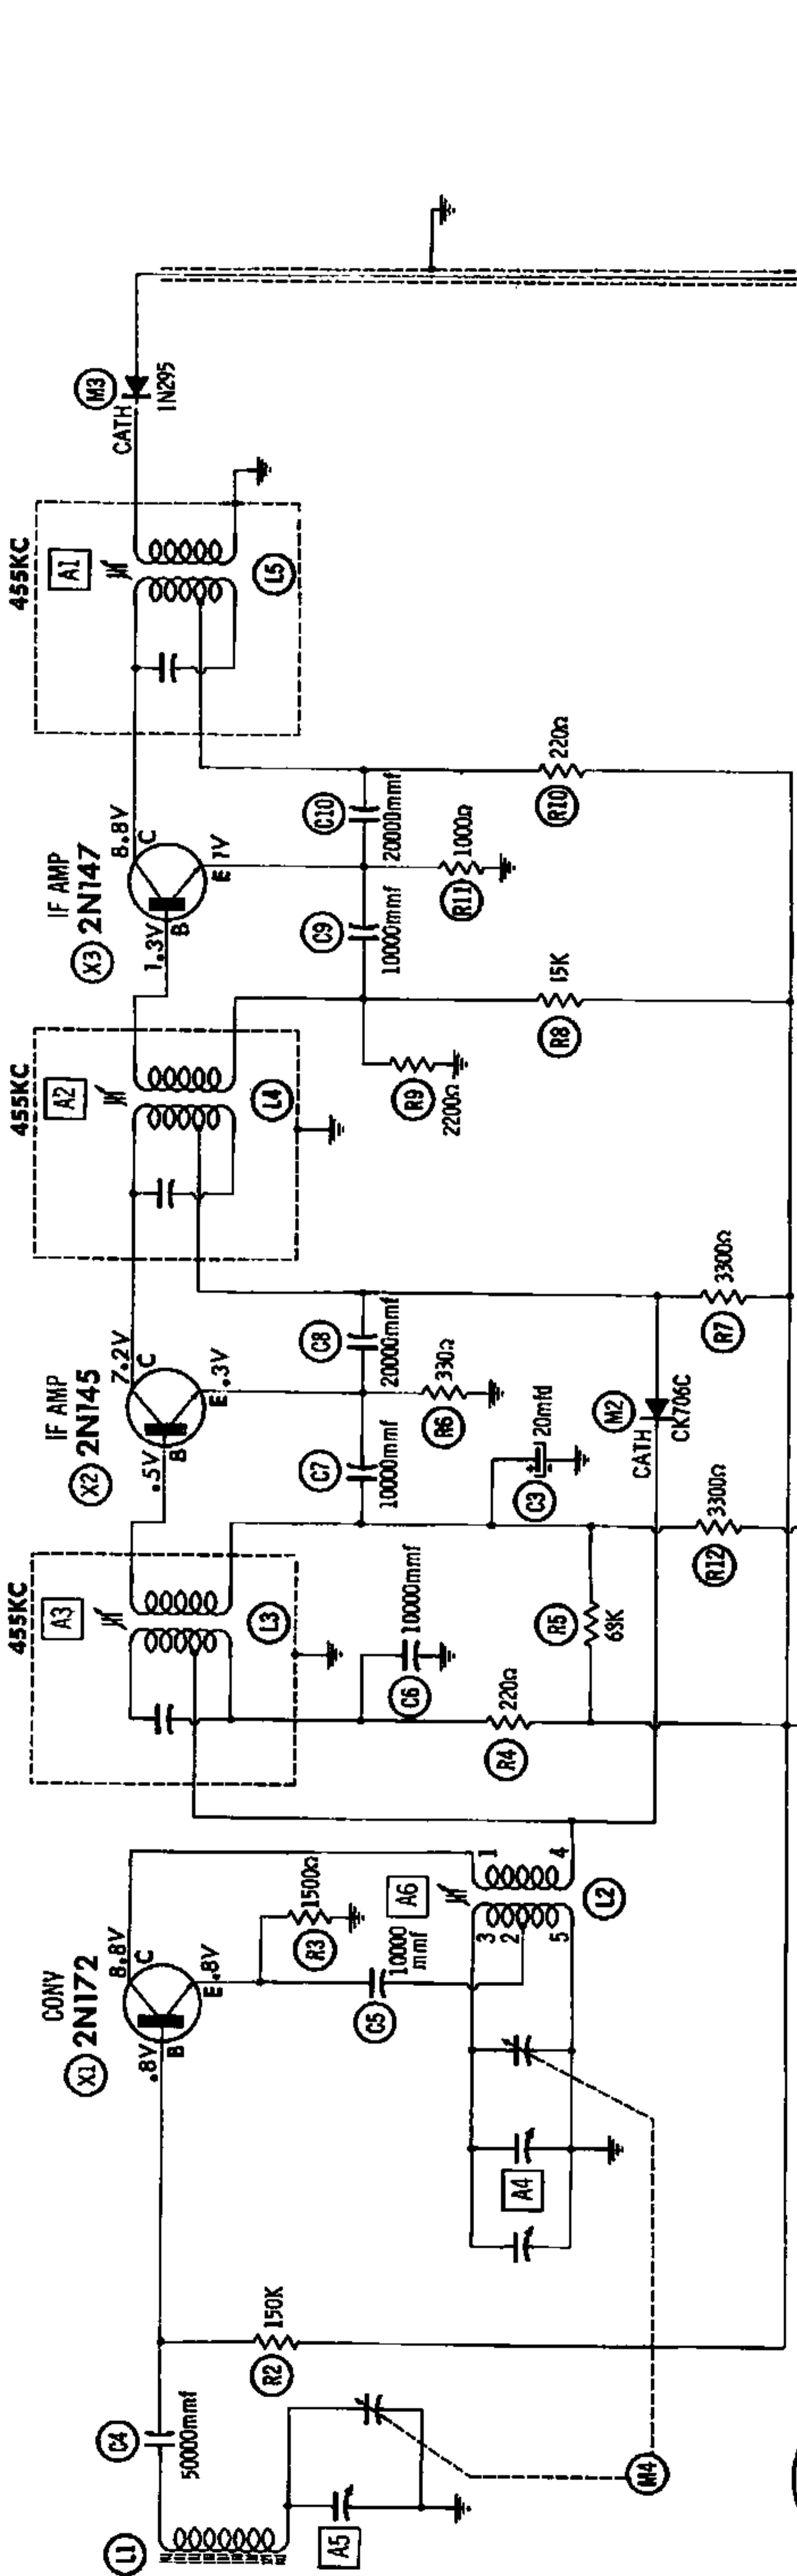 455KC
A1
M3
CATH
1N295
L5
IF AMP
X3 2N147
8.8V
C
1.3V
B
E 1V
C10
20000mmf
C9
10000mmf
R11
1000Ω
R10
220Ω
455KC
A2
L4
R9
2200Ω
R8
15K
IF AMP
X2 2N145
7.2V
C
.5V
B
E .3V
C8
20000mmf
C7
10000mmf
R6
330Ω
C3
20mfd
M2
CATH
CK706C
R7
3300Ω
R12
3300Ω
455KC
A3
L3
C6
10000mmf
R5
68K
R4
220Ω
CONV
X1 2N172
8.8V
C
.8V
B
E .8V
R3
1500Ω
C5
10000
mmf
A6
1
4
3
2
5
L2
A4
R2
150K
C4
50000mmf
L1
A5
M4